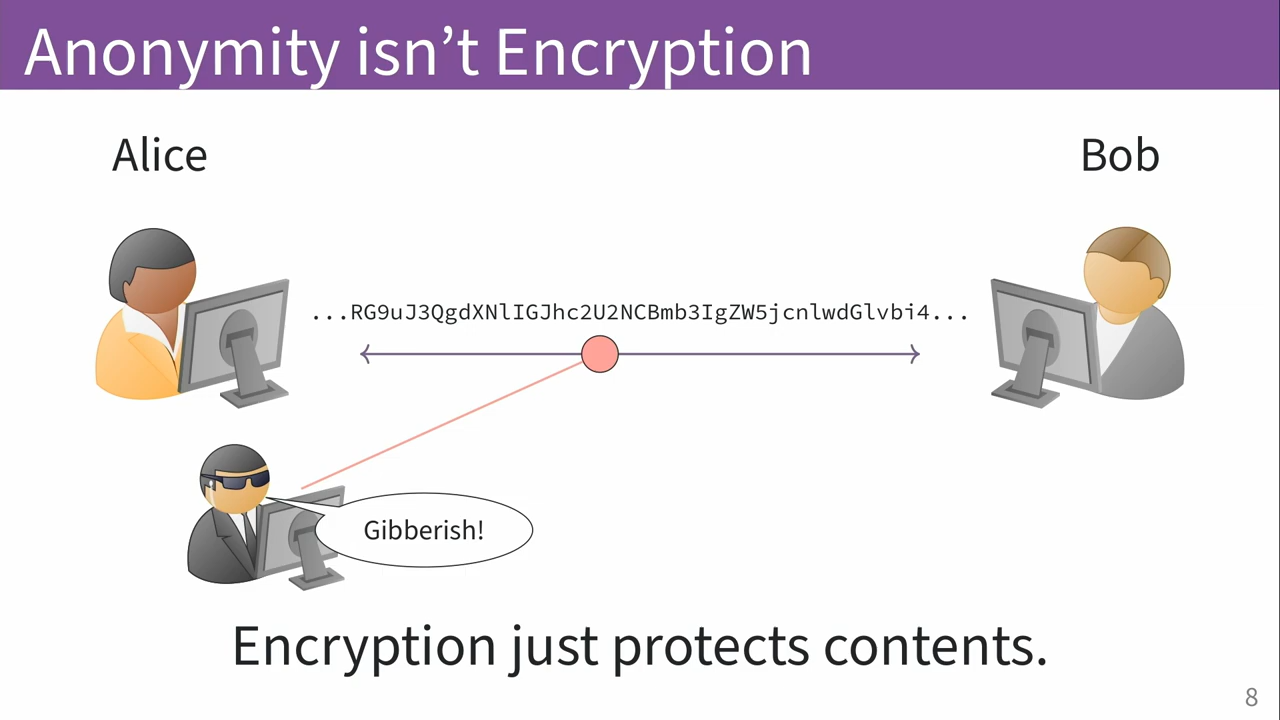 Anonymity isn’t Encryption
Alice
Bob
...RG9uJ3QgdXNlIGJhc2U2NCBmb3IgZW5jcnlwdGlvbi4...
Gibberish!
Encryption just protects contents.
8